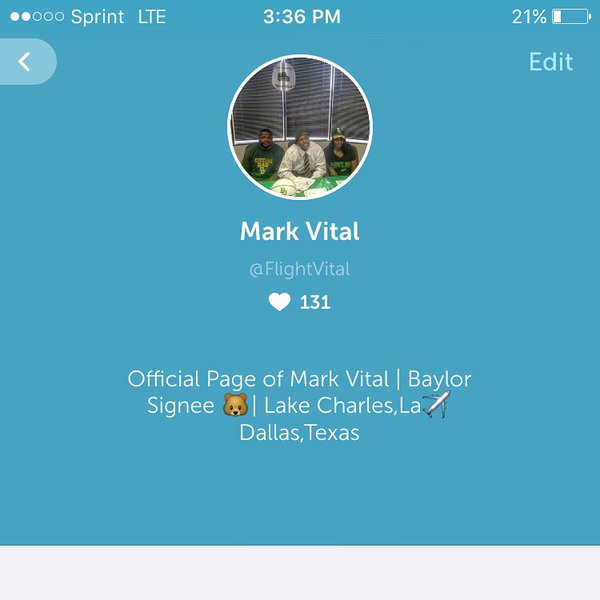 Sprint LTE 3:36 PM 21%
Edit
Mark Vital
@FlightVital
131
Official Page of Mark Vital | Baylor
Signee 🐻| Lake Charles,La✈️
Dallas,Texas